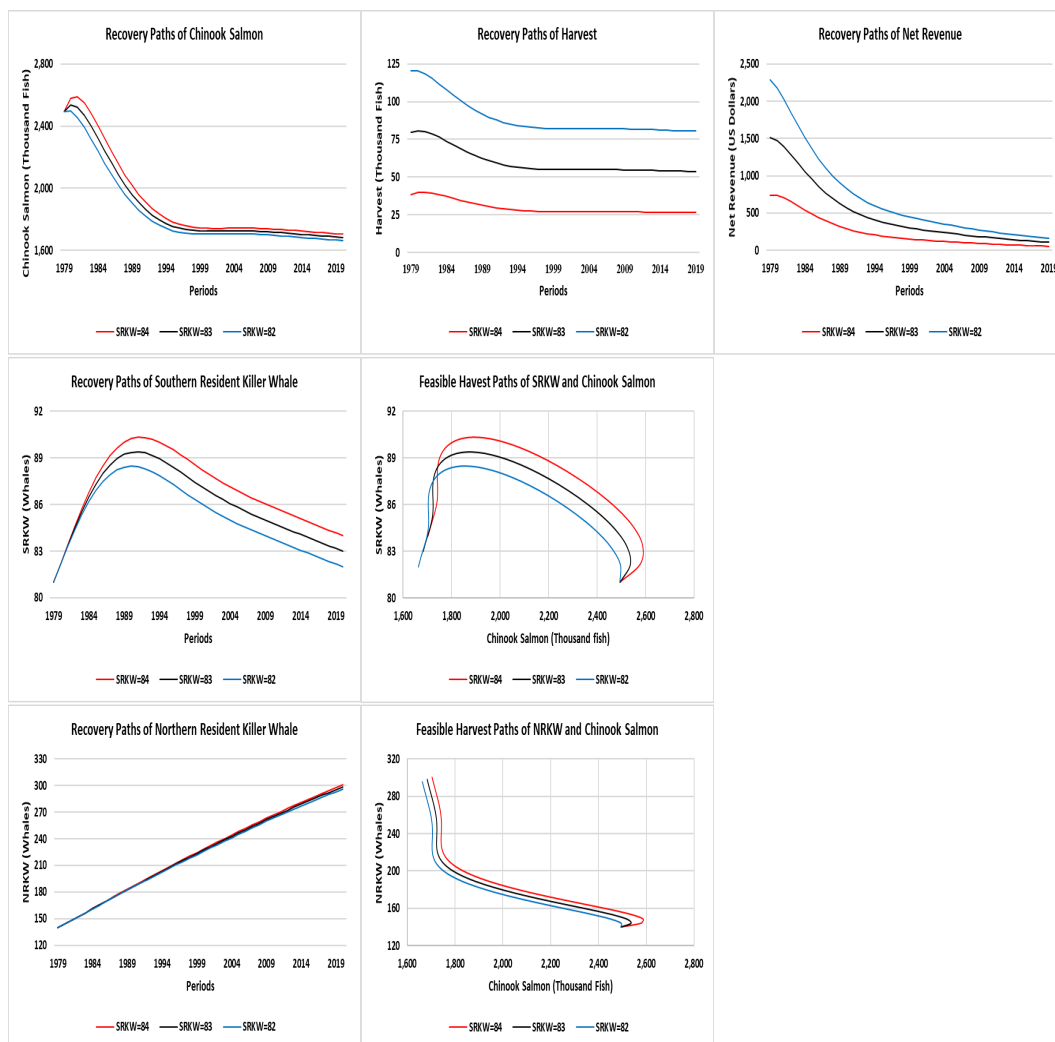 Recovery Paths of Chinook Salmon
Chinook Salmon (Thousand Fish)
2,800
2,400
2,000
1,600
1979 1984 1989 1994 1999 2004 2009 2014 2019
Periods
SRKW=84 SRKW=83 SRKW=82
Recovery Paths of Harvest
Harvest (Thousand Fish)
125
100
75
50
25
0
1979 1984 1989 1994 1999 2004 2009 2014 2019
Periods
SRKW=84 SRKW=83 SRKW=82
Recovery Paths of Net Revenue
Net Revenue (US Dollars)
2,500
2,000
1,500
1,000
500
0
1979 1984 1989 1994 1999 2004 2009 2014 2019
Periods
SRKW=84 SRKW=83 SRKW=82
Recovery Paths of Southern Resident Killer Whale
SRKW (Whales)
92
89
86
83
80
1979 1984 1989 1994 1999 2004 2009 2014 2019
Periods
SRKW=84 SRKW=83 SRKW=82
Feasible Havest Paths of SRKW and Chinook Salmon
SRKW (Whales)
92
89
86
83
80
1,600 1,800 2,000 2,200 2,400 2,600 2,800
Chinook Salmon (Thousand fish)
SRKW=84 SRKW=83 SRKW=82
Recovery Paths of Northern Resident Killer Whale
NRKW (Whales)
330
300
270
240
210
180
150
120
1979 1984 1989 1994 1999 2004 2009 2014 2019
Periods
SRKW=84 SRKW=83 SRKW=82
Feasible Harvest Paths of NRKW and Chinook Salmon
NRKW (Whales)
320
280
240
200
160
120
1,600 1,800 2,000 2,200 2,400 2,600 2,800
Chinook Salmon (Thousand Fish)
SRKW=84 SRKW=83 SRKW=82